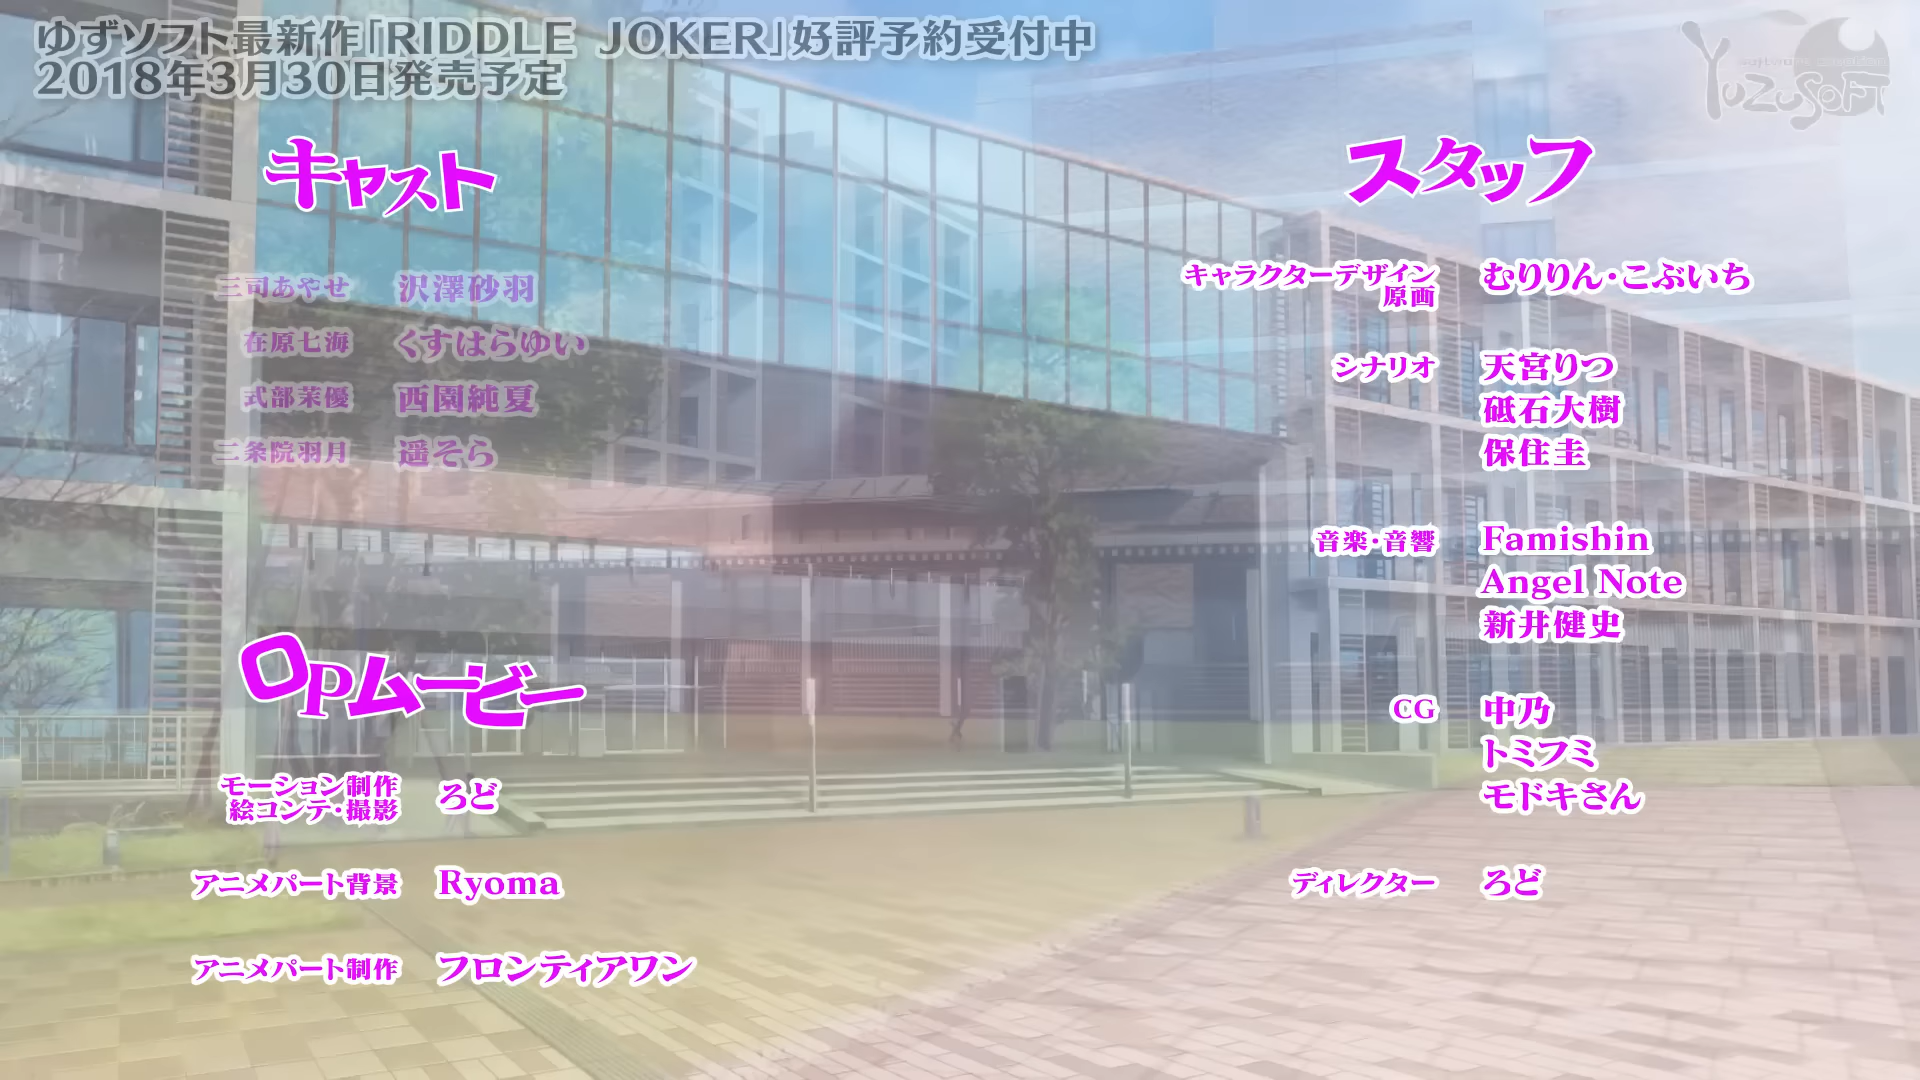 ゆずソフト最新作「RIDDLE JOKER」好評予約受付中
2018年3月30日発売予定
software creation
YUZUSOFT
キャスト
三司あやせ 沢澤砂羽
在原七海 くすはらゆい
式部茉優 西園純夏
二条院羽月 遥そら
OPムービー
モーション制作
絵コンテ・撮影 ろど
アニメパート背景 Ryoma
アニメパート制作 フロンティアワン
スタッフ
キャラクターデザイン
原画 むりりん・こぶいち
シナリオ 天宮りつ
砥石大樹
保住圭
音楽・音響 Famishin
Angel Note
新井健史
CG 中乃
トミフミ
モドキさん
ディレクター ろど